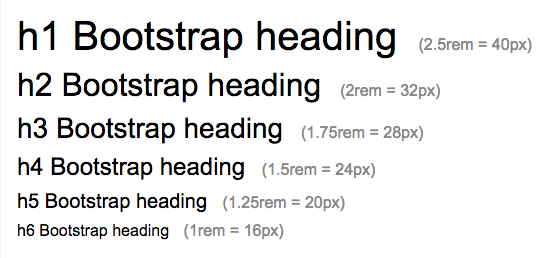 h1 Bootstrap heading (2.5rem = 40px)
h2 Bootstrap heading (2rem = 32px)
h3 Bootstrap heading (1.75rem = 28px)
h4 Bootstrap heading (1.5rem = 24px)
h5 Bootstrap heading (1.25rem = 20px)
h6 Bootstrap heading (1rem = 16px)